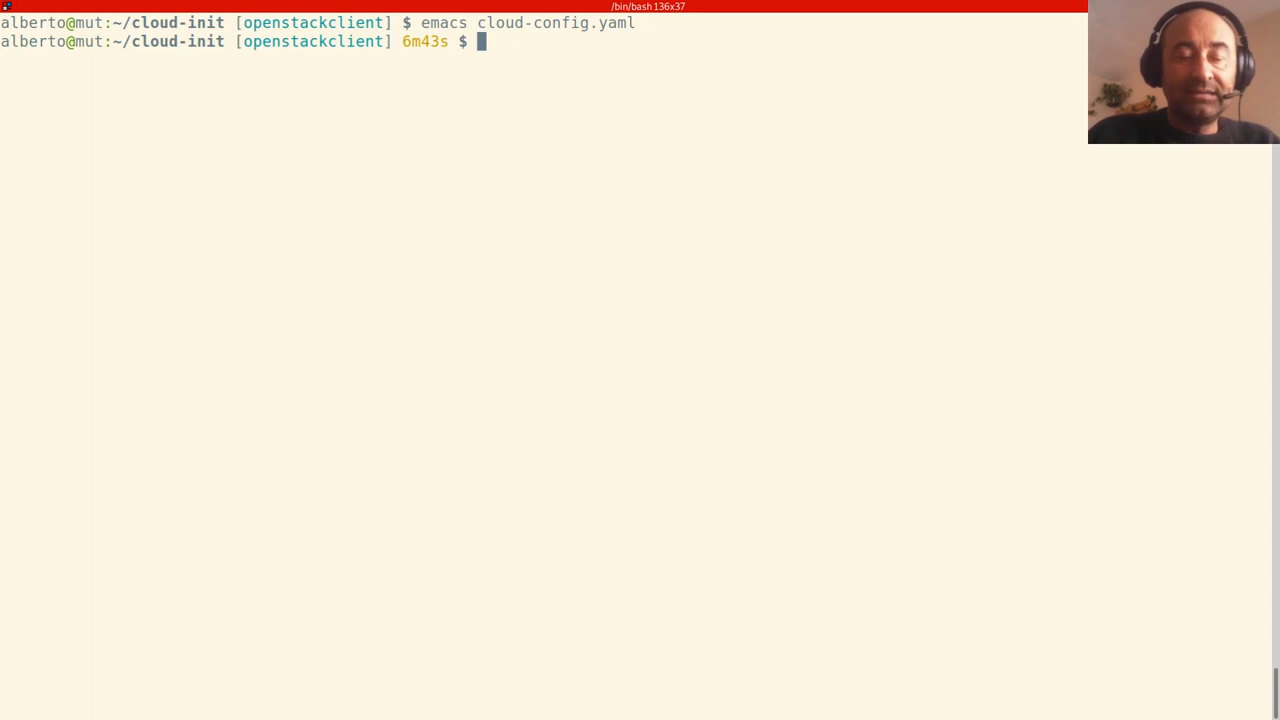 /bin/bash 136x37
alberto@mut:~/cloud-init [openstackclient] $ emacs cloud-config.yaml
alberto@mut:~/cloud-init [openstackclient] 6m43s $